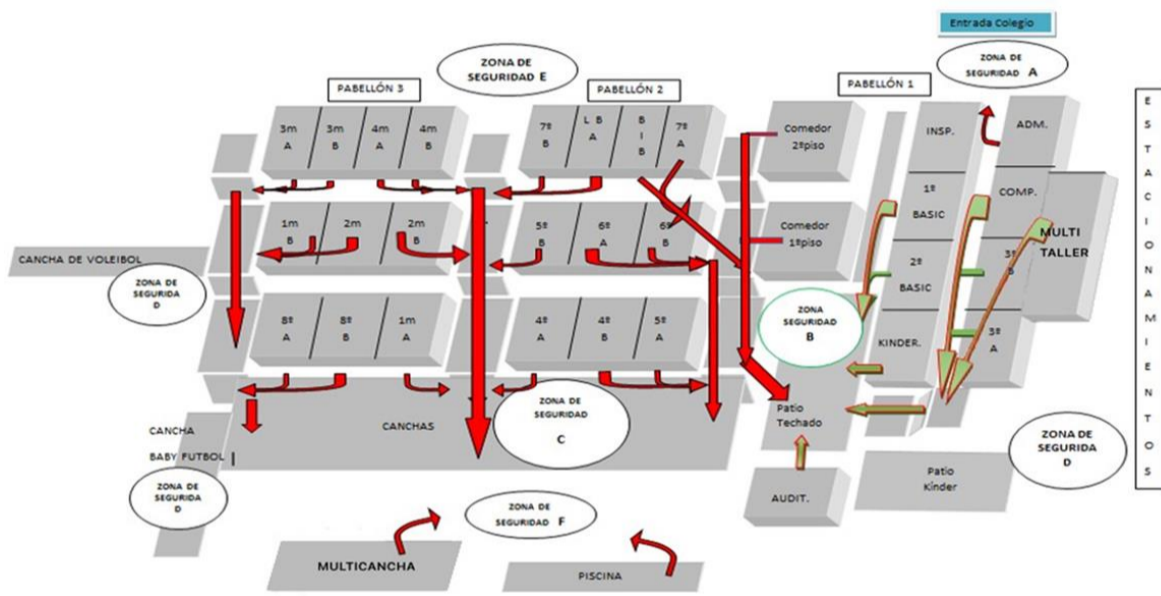 Entrada Colegio
ZONA DE
SEGURIDAD A
ZONA DE
SEGURIDAD E
PABELLÓN 3
PABELLÓN 2
PABELLÓN 1
3m
A
3m
B
4m
A
4m
B
7º
B
L B
A
B
I
B
7º
A
Comedor
2ºpiso
INSP.
ADM.
1m
B
2m
2m
B
5º
B
6º
A
6º
B
Comedor
1ºpiso
1º
BASIC
COMP.
MULTI
TALLER
CANCHA DE VOLEIBOL
ZONA DE
SEGURIDA
D
ZONA
SEGURIDAD
B
2º
BASIC
3º
B
8º
A
8º
B
1m
A
4º
A
4º
B
5º
A
KINDER.
3º
A
CANCHA
BABY FUTBOL
CANCHAS
ZONA DE
SEGURIDAD
C
Patio
Techado
ZONA DE
SEGURIDA
D
ZONA DE
SEGURIDA
D
AUDIT.
Patio
Kínder
ZONA DE
SEGURIDAD F
MULTICANCHA
PISCINA
E
S
T
A
C
I
O
N
A
M
I
E
N
T
O
S